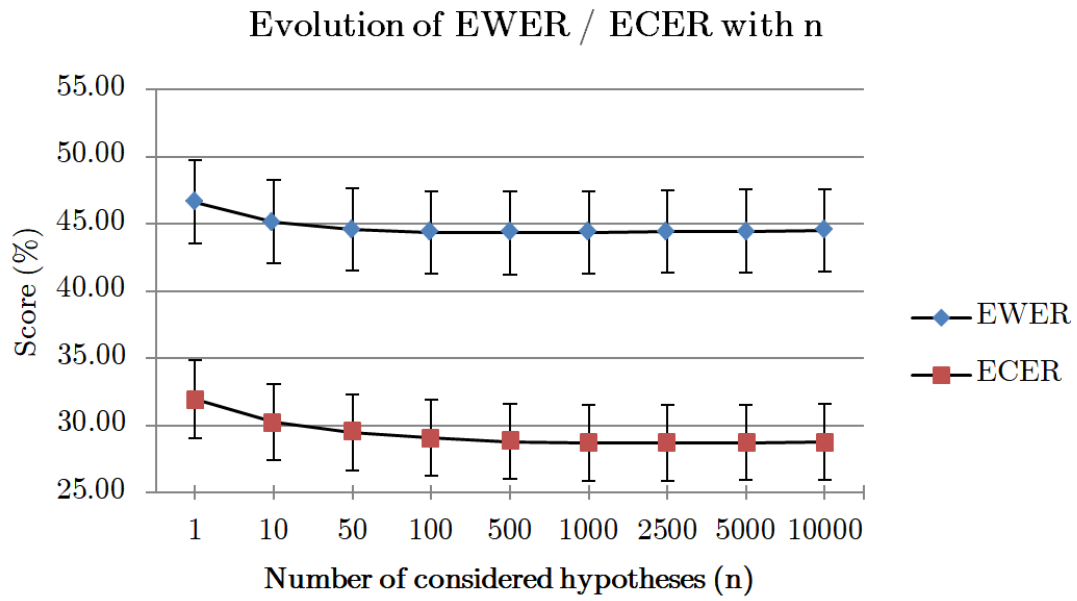 Evolution of EWER / ECER with n
55.00
50.00
45.00
40.00
35.00
30.00
25.00
Score (%)
1 10 50 100 500 1000 2500 5000 10000
Number of considered hypotheses (n)
EWER
ECER